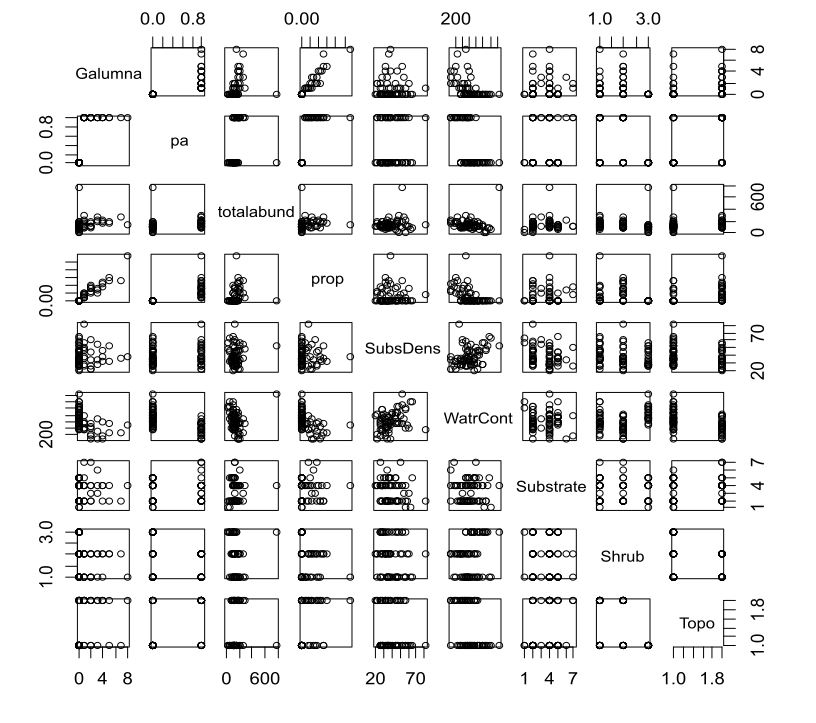 0.0 0.8 0.00 200 1.0 3.0
Galumna 0 4 8
0.0 0.8 pa
totalabund 0 600
0.00 prop
SubsDens 20 70
200 WatrCont
Substrate 1 4 7
1.0 3.0 Shrub
Topo 1.0 1.8
0 4 8 0 600 20 70 1 4 7 1.0 1.8